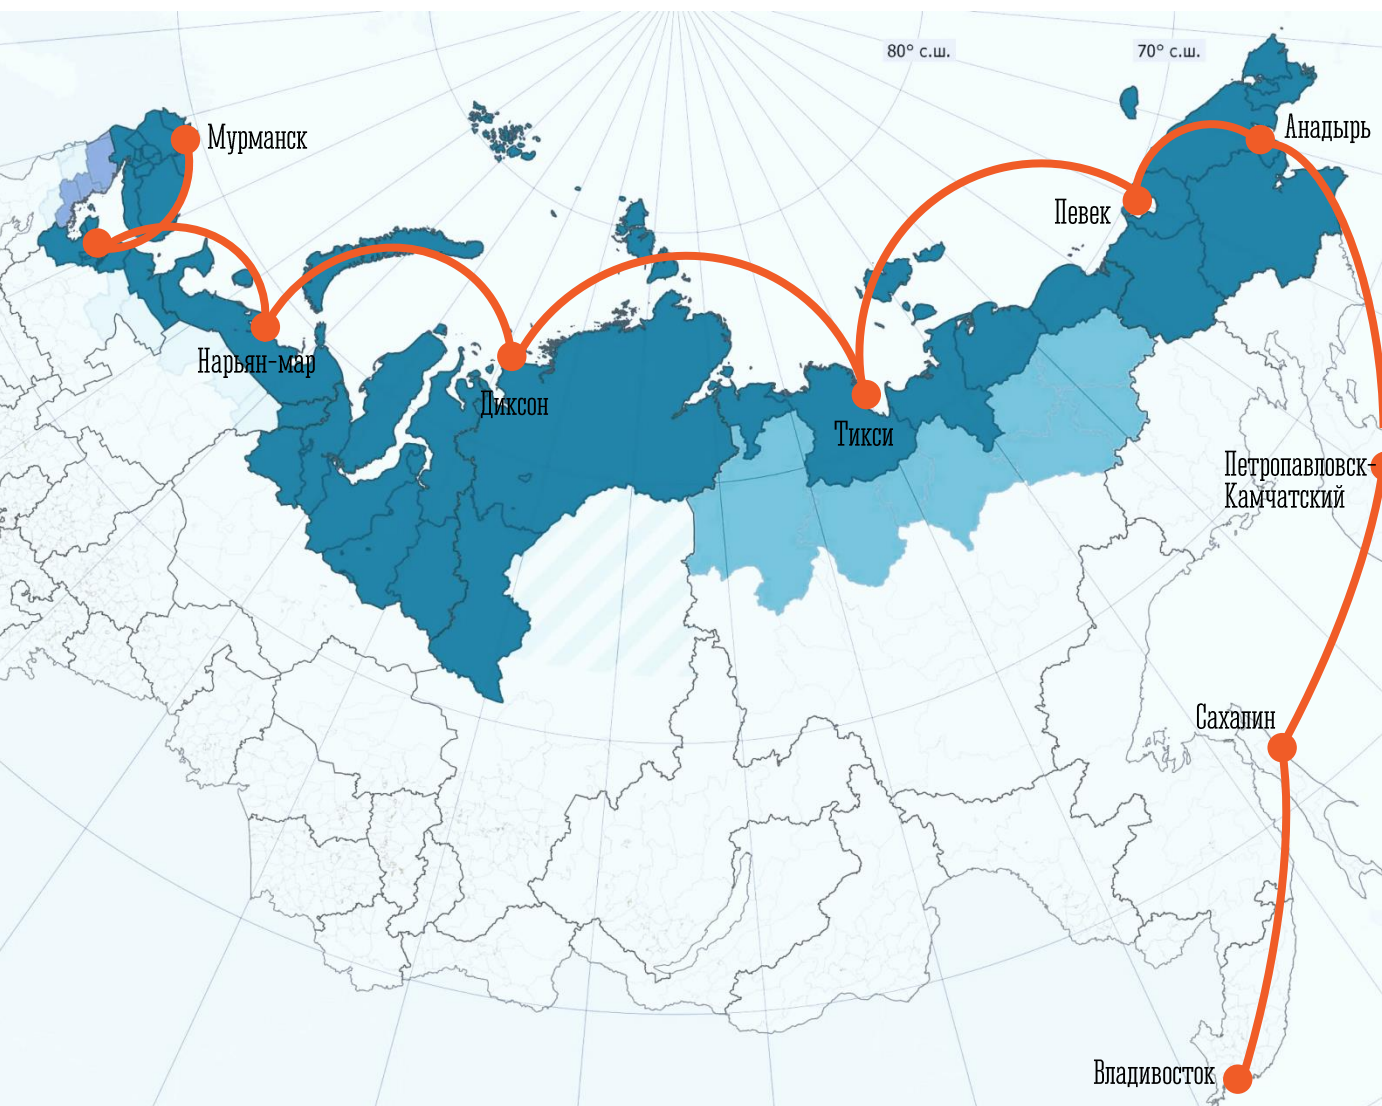 80° с.ш.
70° с.ш.
Мурманск
Анадырь
Певек
Нарьян-мар
Диксон
Тикси
Петропавловск-
Камчатский
Сахалин
Владивосток